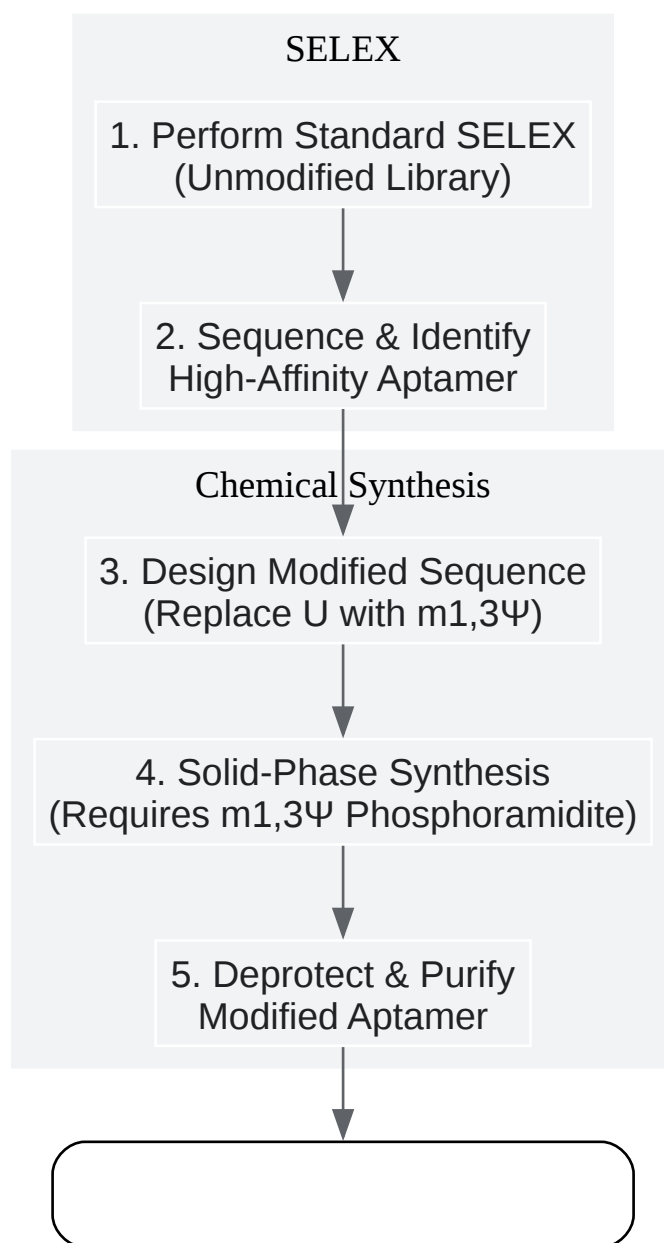 SELEX
1. Perform Standard SELEX
(Unmodified Library)
2. Sequence & Identify
High-Affinity Aptamer
Chemical Synthesis
3. Design Modified Sequence
(Replace U with m1,3Ψ)
4. Solid-Phase Synthesis
(Requires m1,3Ψ Phosphoramidite)
5. Deprotect & Purify
Modified Aptamer